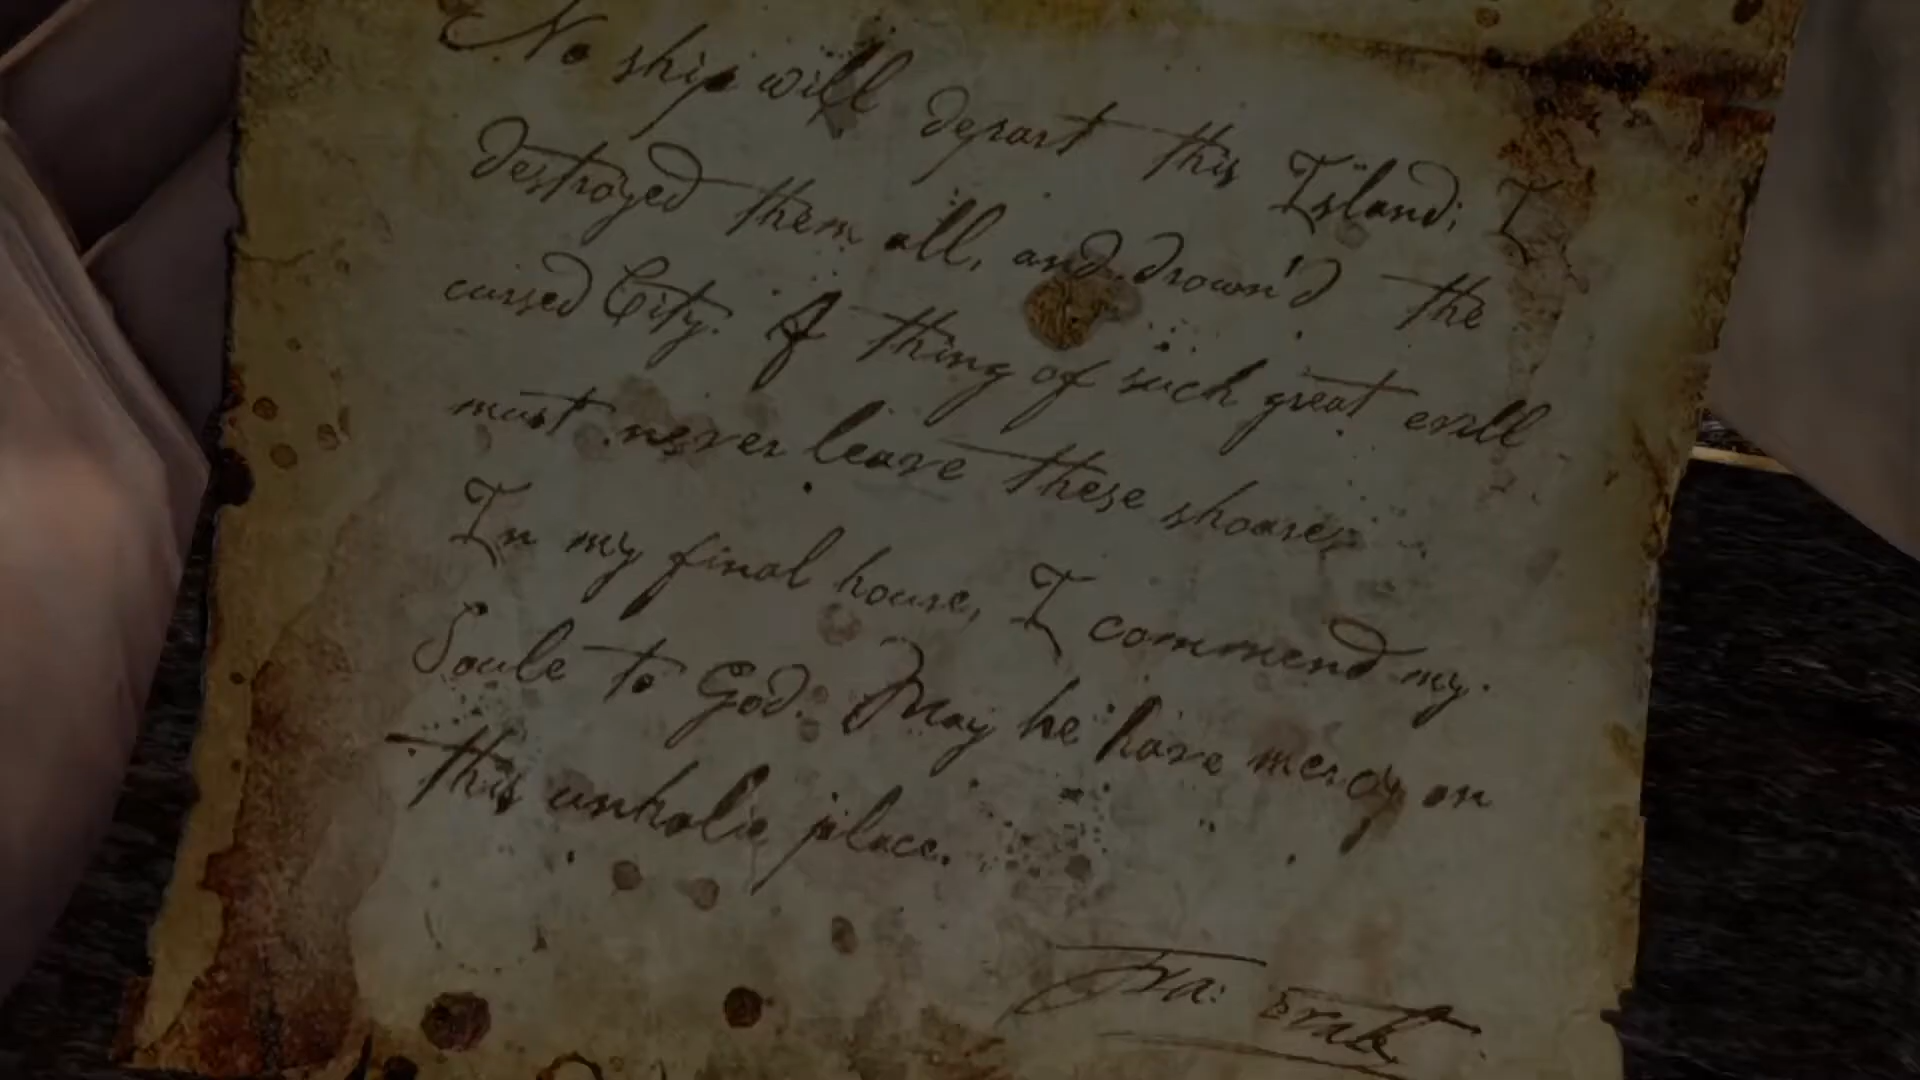 No ship will depart this Island; I
destroyed them all, and drown'd the
cursed City. A thing of such great evill
must never leave these shoares
In my final houre, I commend my
Soule to God. May he have mercy on
this unholie place.
Fra: Drake